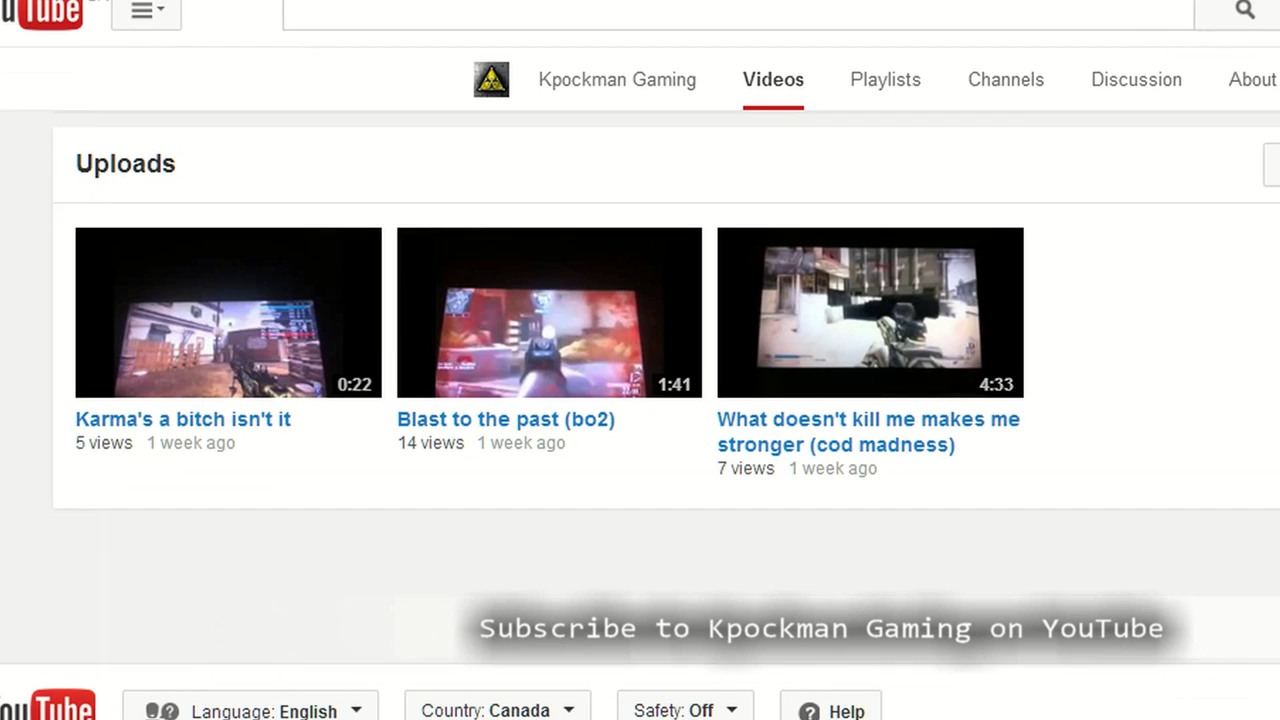 uTube
Kpockman Gaming Videos Playlists Channels Discussion About
Uploads
0:22 1:41 4:33
Karma's a bitch isn't it
5 views 1 week ago
Blast to the past (bo2)
14 views 1 week ago
What doesn't kill me makes me
stronger (cod madness)
7 views 1 week ago
Subscribe to Kpockman Gaming on YouTube
YouTube Language: English Country: Canada Safety: Off Help